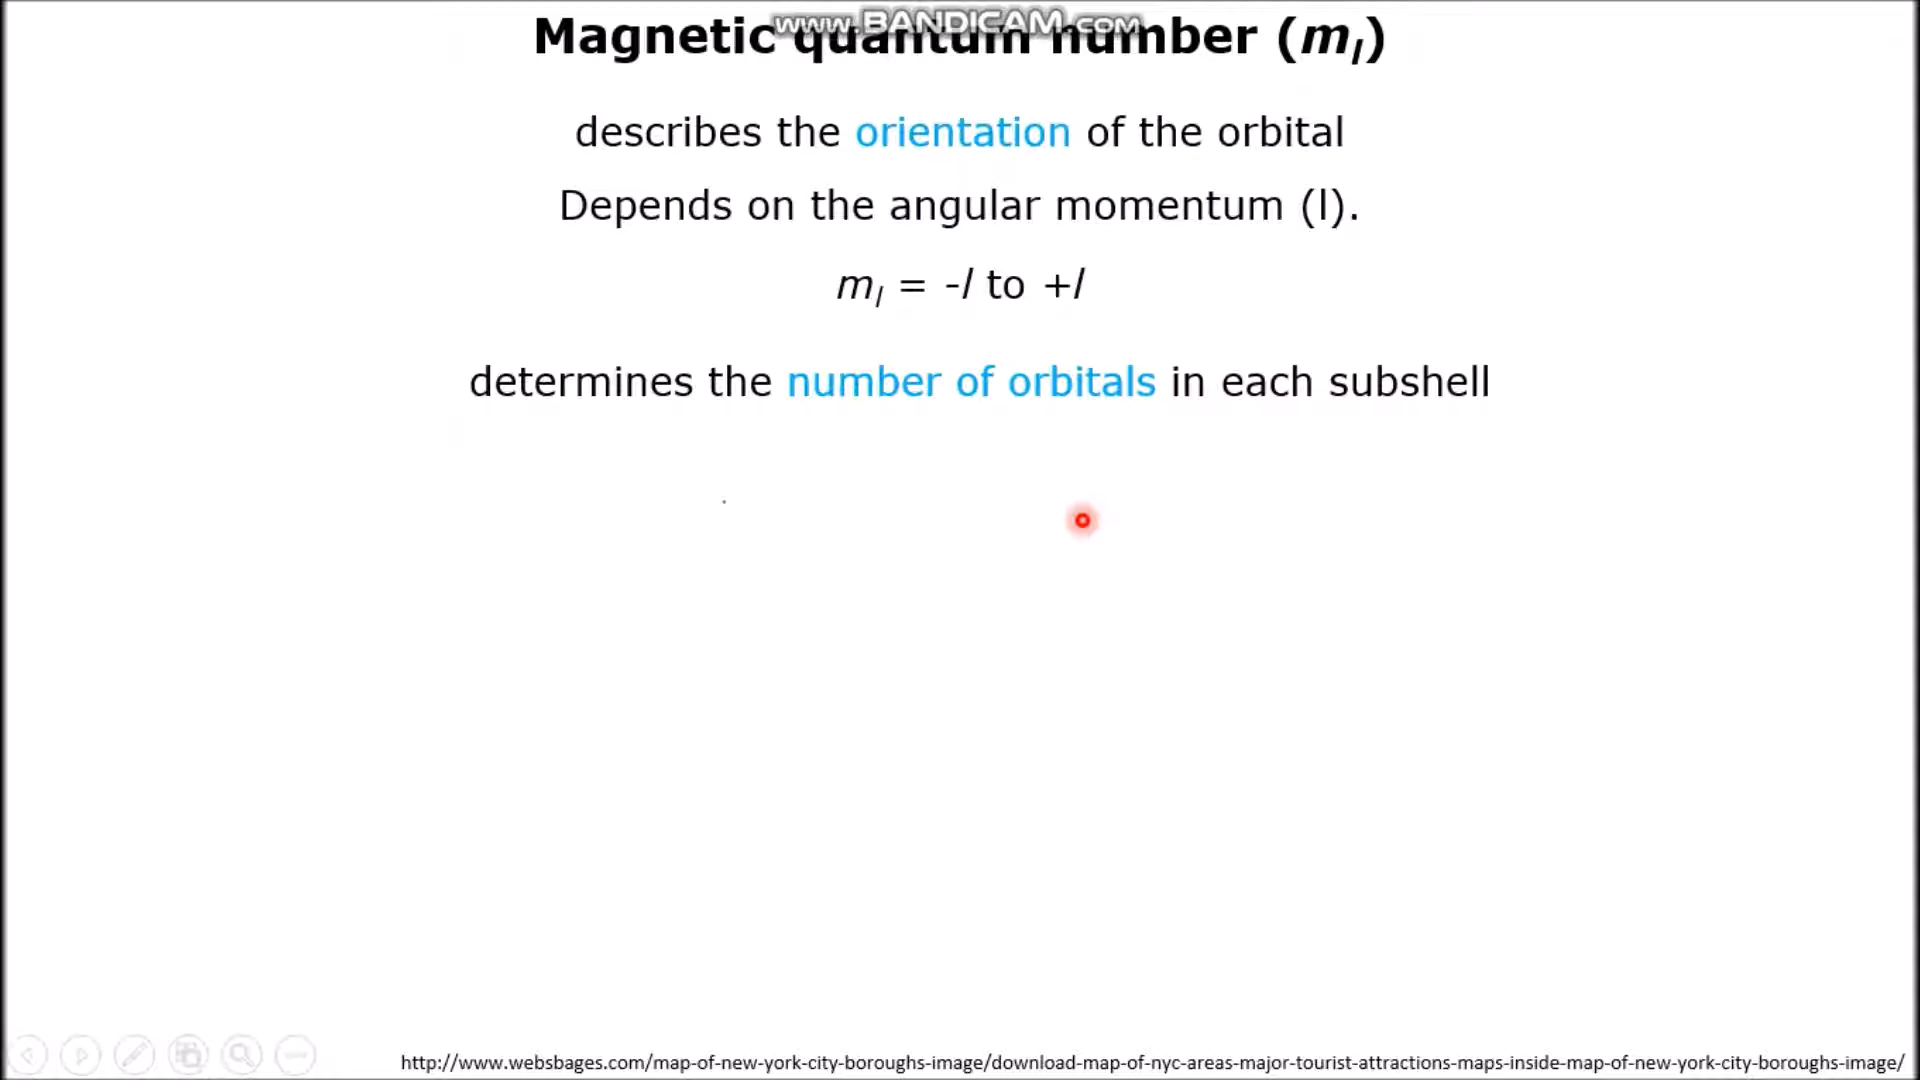 www.BANDICAM.com
Magnetic quantum number (mₗ)
describes the orientation of the orbital
Depends on the angular momentum (l).
mₗ = -l to +l
determines the number of orbitals in each subshell
http://www.websbages.com/map-of-new-york-city-boroughs-image/download-map-of-nyc-areas-major-tourist-attractions-maps-inside-map-of-new-york-city-boroughs-image/